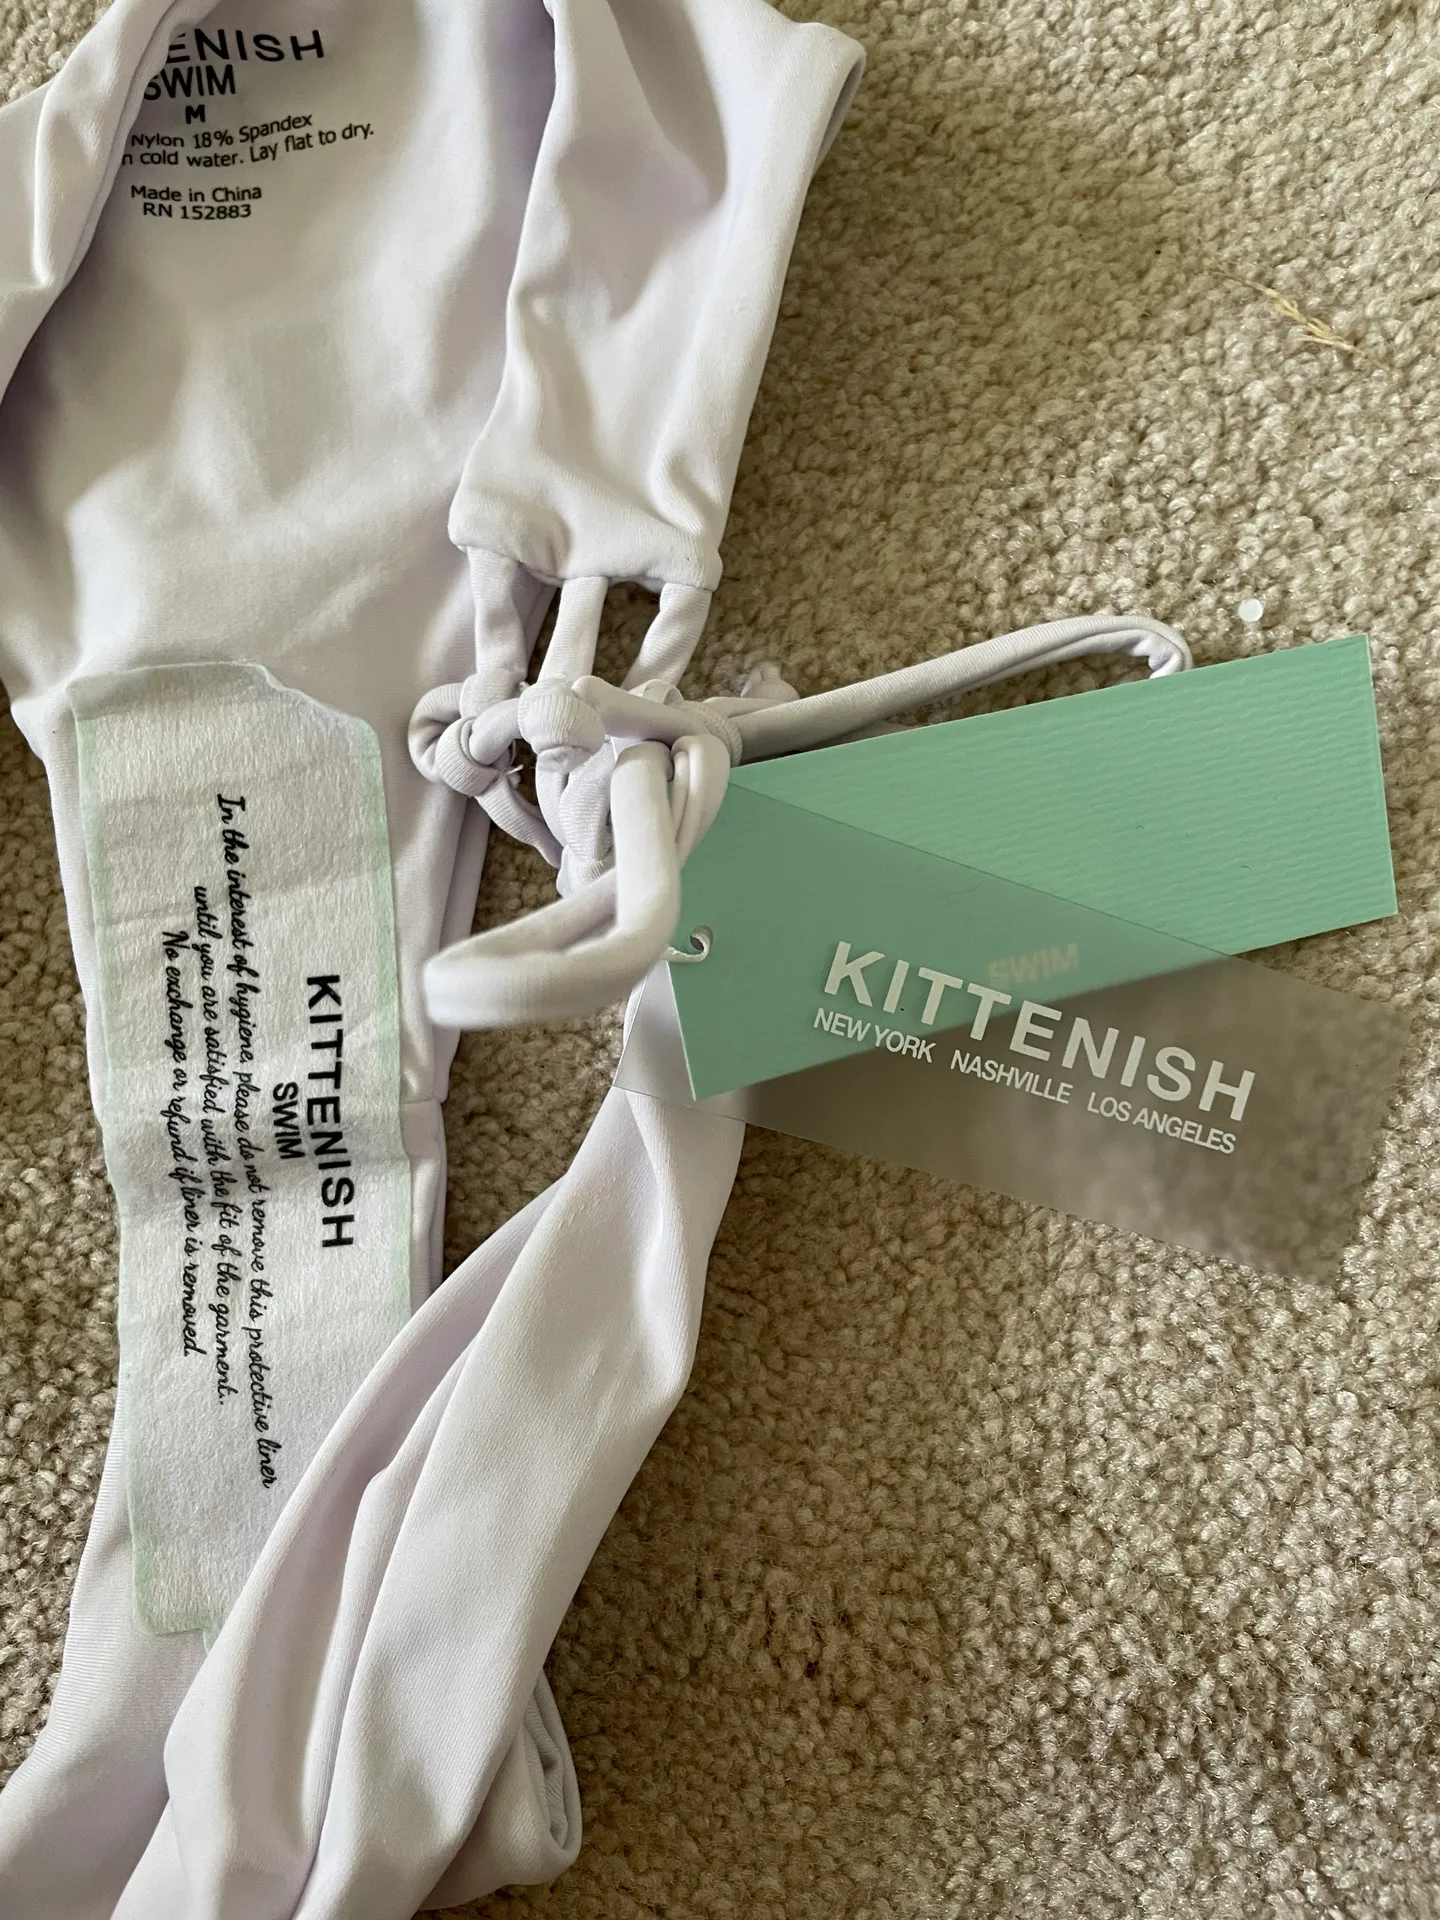 ENISH
SWIM
M
Nylon 18% Spandex
cold water. Lay flat to dry.
Made in China
RN 152883
KITTENISH
SWIM
In the interest of hygiene, please do not remove this protective liner
until you are satisfied with the fit of the garment..
No exchange or refund if liner is removed.
SWIM
KITTENISH
NEW YORK NASHVILLE LOS ANGELES